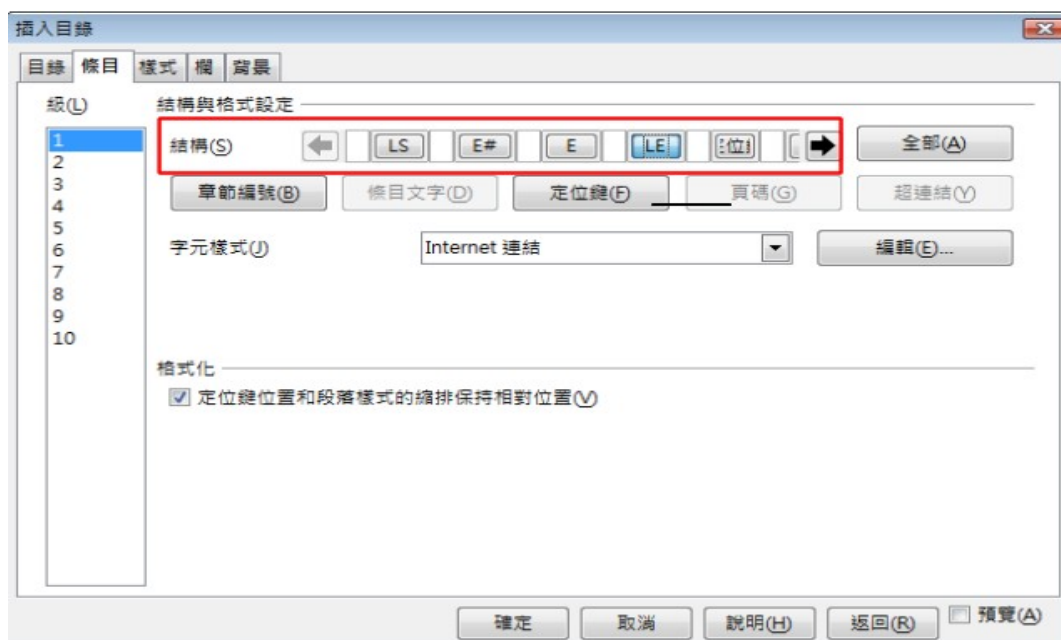 插入目錄
目錄 條目 樣式 欄 背景
級(L) 結構與格式設定
1
2
3
4
5
6
7
8
9
10
結構(S) LS E# E LE 全部(A)
章節編號(B) 條目文字(D) 定位鍵(F) 頁碼(G) 超連結(Y)
字元樣式(J) Internet 連結 編輯(E)...
格式化
定位鍵位置和段落樣式的縮排保持相對位置(V)
確定 取消 說明(H) 返回(R) 預覽(A)